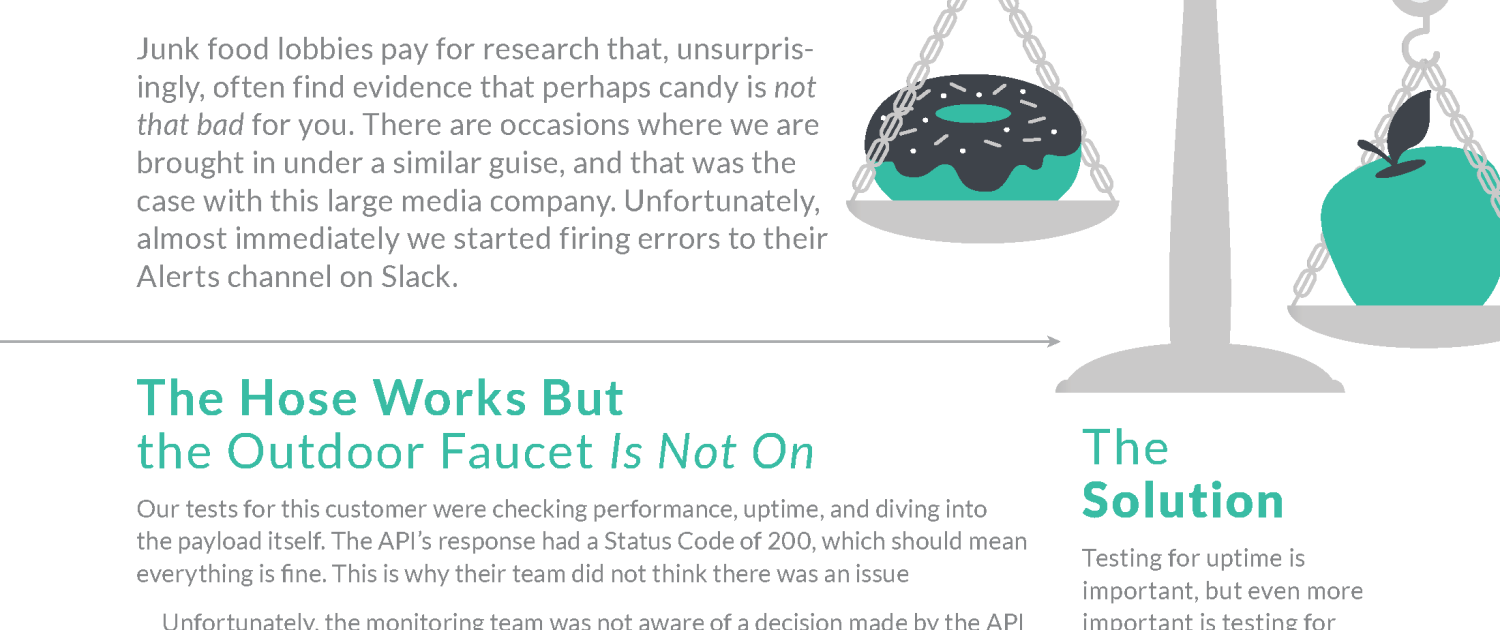 Junk food lobbies pay for research that, unsurpris-
ingly, often find evidence that perhaps candy is not
that bad for you. There are occasions where we are
brought in under a similar guise, and that was the
case with this large media company. Unfortunately,
almost immediately we started firing errors to their
Alerts channel on Slack.
The Hose Works But
the Outdoor Faucet Is Not On
Our tests for this customer were checking performance, uptime, and diving into
the payload itself. The API’s response had a Status Code of 200, which should mean
everything is fine. This is why their team did not think there was an issue
Unfortunately, the monitoring team was not aware of a decision made by the API
The
Solution
Testing for uptime is
important, but even more
important is testing for